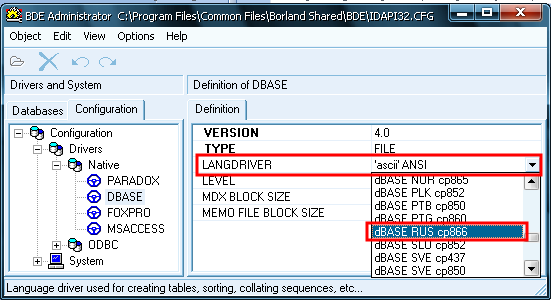 BDE Administrator C:\Program Files\Common Files\Borland Shared\BDE\IDAPI32.CFG
Object Edit View Options Help
Drivers and System
Definition of DBASE
Databases Configuration
Definition
Configuration
Drivers
Native
PARADOX
DBASE
FOXPRO
MSACCESS
ODBC
System
VERSION 4.0
TYPE FILE
LANGDRIVER 'ascii' ANSI
LEVEL
MDX BLOCK SIZE
MEMO FILE BLOCK SIZE
dBASE NOR cp865
dBASE PLK cp852
dBASE PTB cp850
dBASE PTG cp860
dBASE RUS cp866
dBASE SLO cp852
dBASE SVE cp437
dBASE SVE cp850
Language driver used for creating tables, sorting, collating sequences, etc...